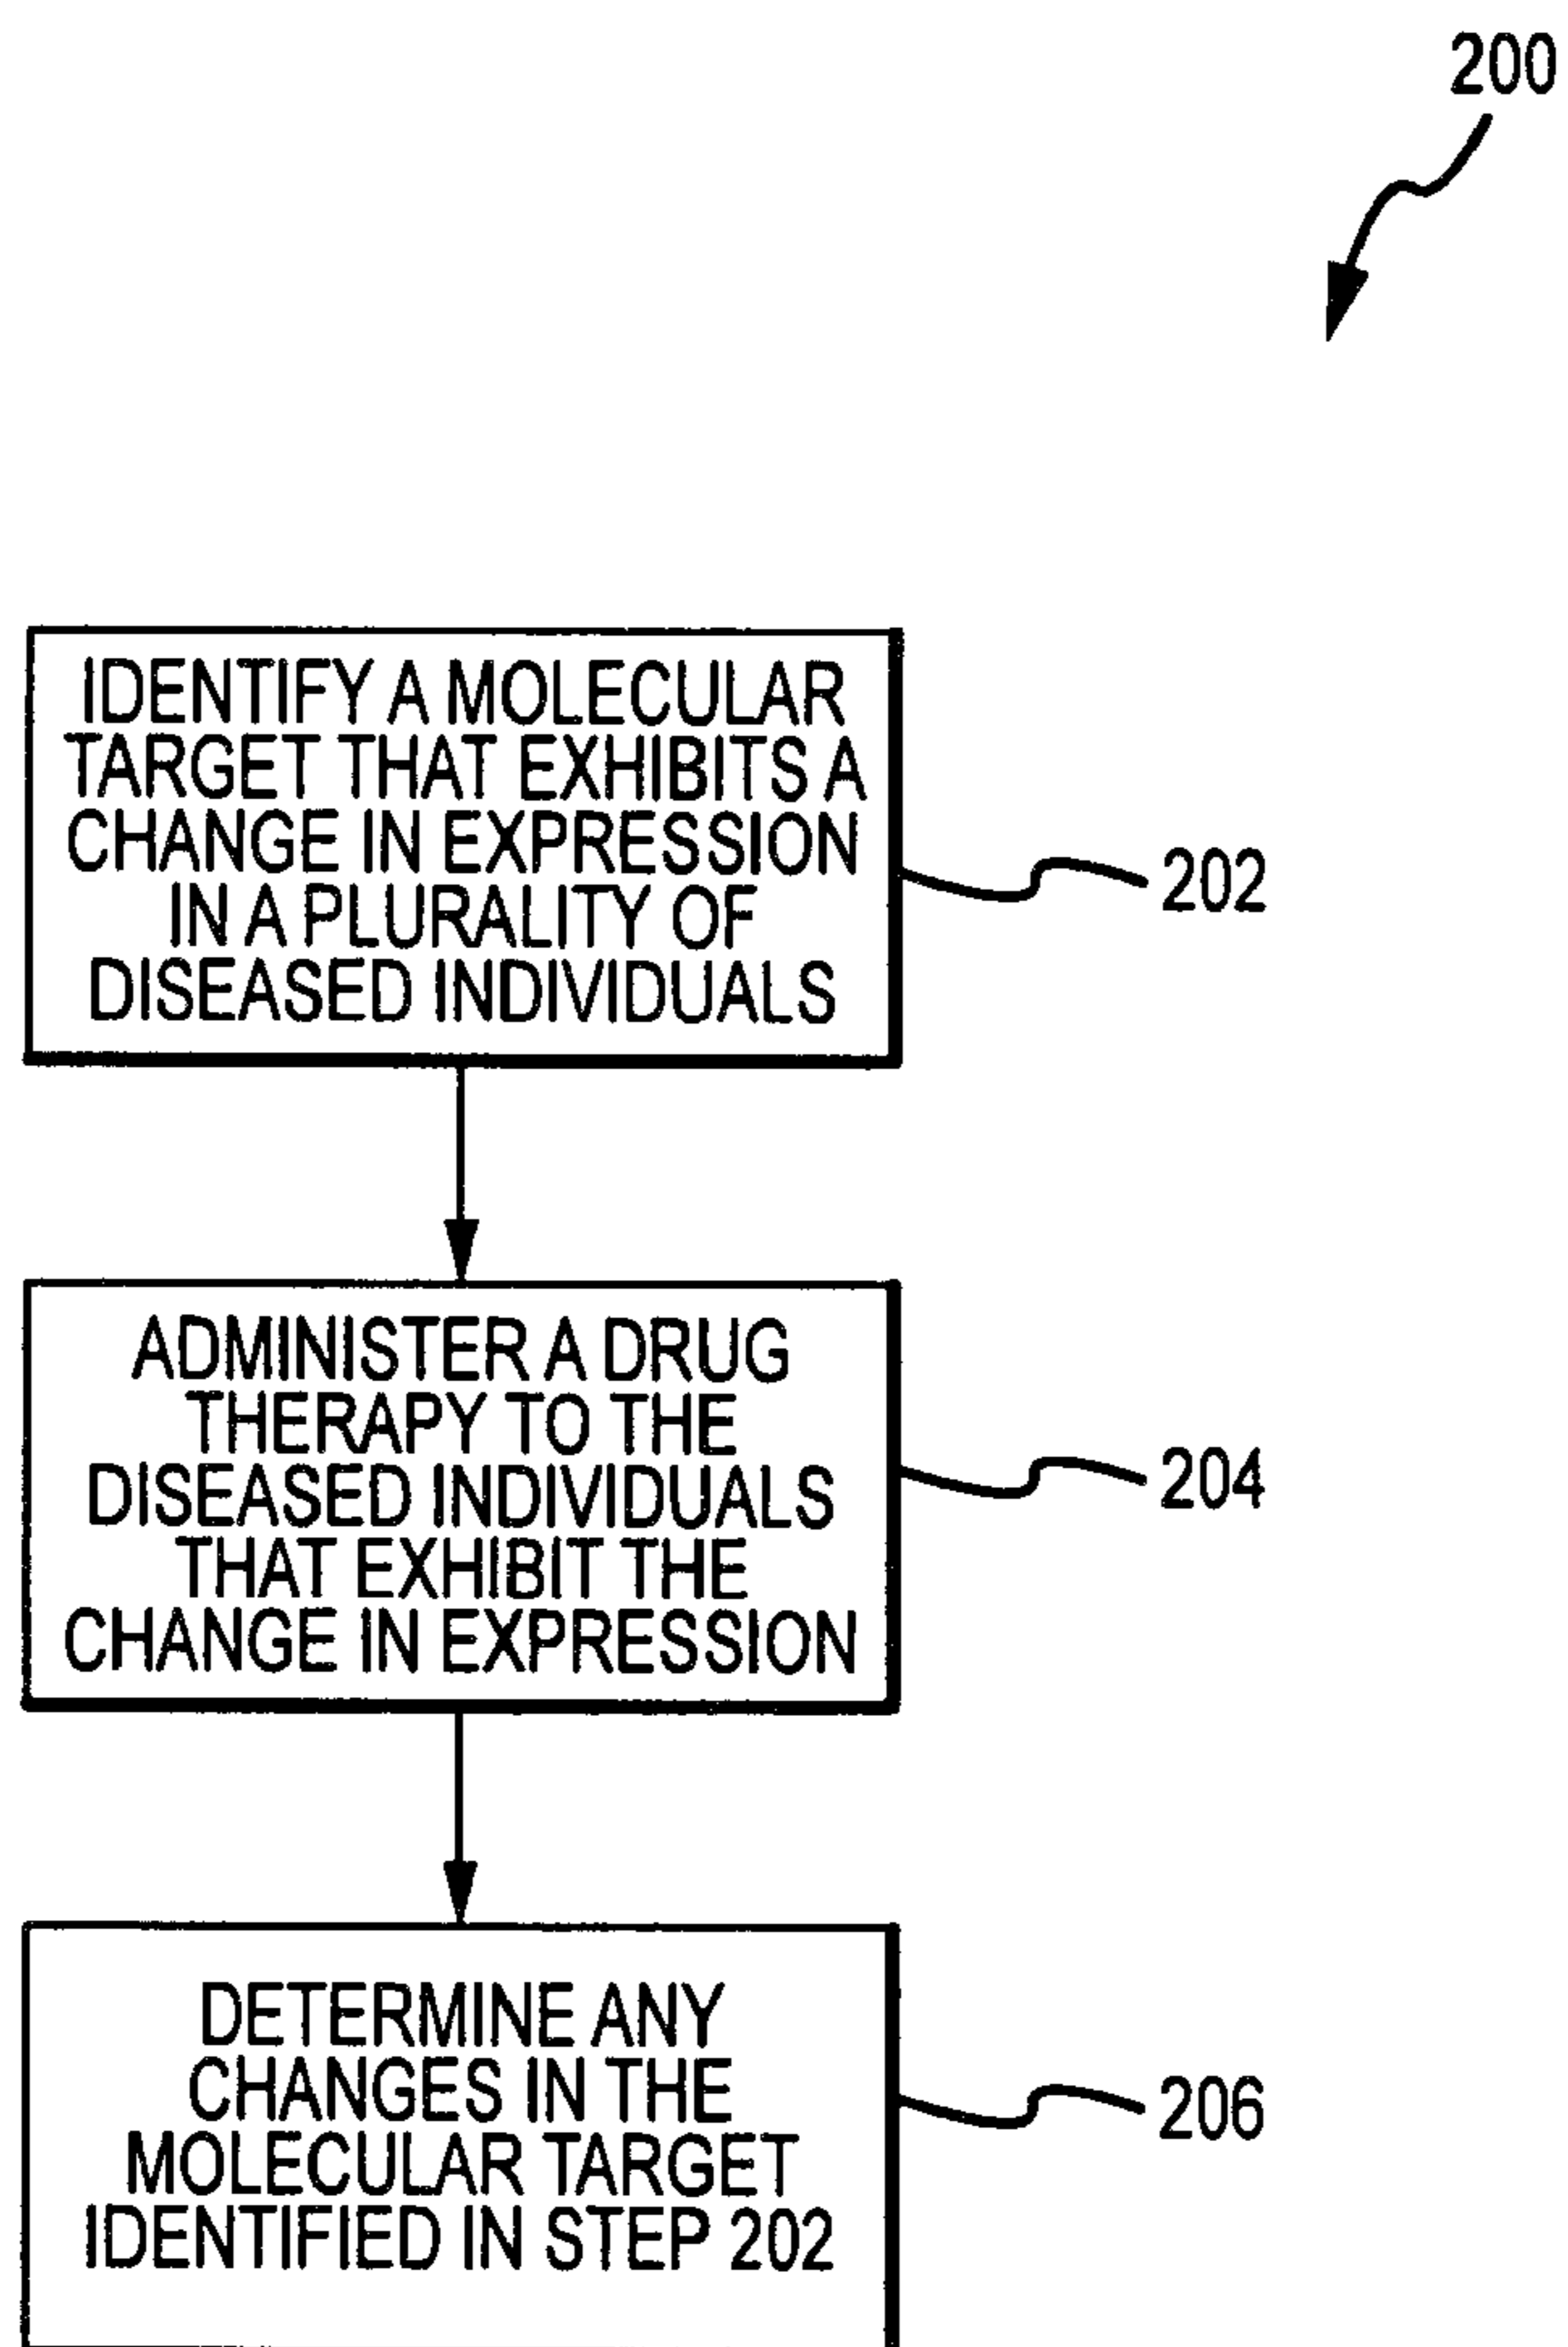 200
IDENTIFY A MOLECULAR
TARGET THAT EXHIBITS A
CHANGE IN EXPRESSION
IN A PLURALITY OF
DISEASED INDIVIDUALS
202
ADMINISTER A DRUG
THERAPY TO THE
DISEASED INDIVIDUALS
THAT EXHIBIT THE
CHANGE IN EXPRESSION
204
DETERMINE ANY
CHANGES IN THE
MOLECULAR TARGET
IDENTIFIED IN STEP 202
206